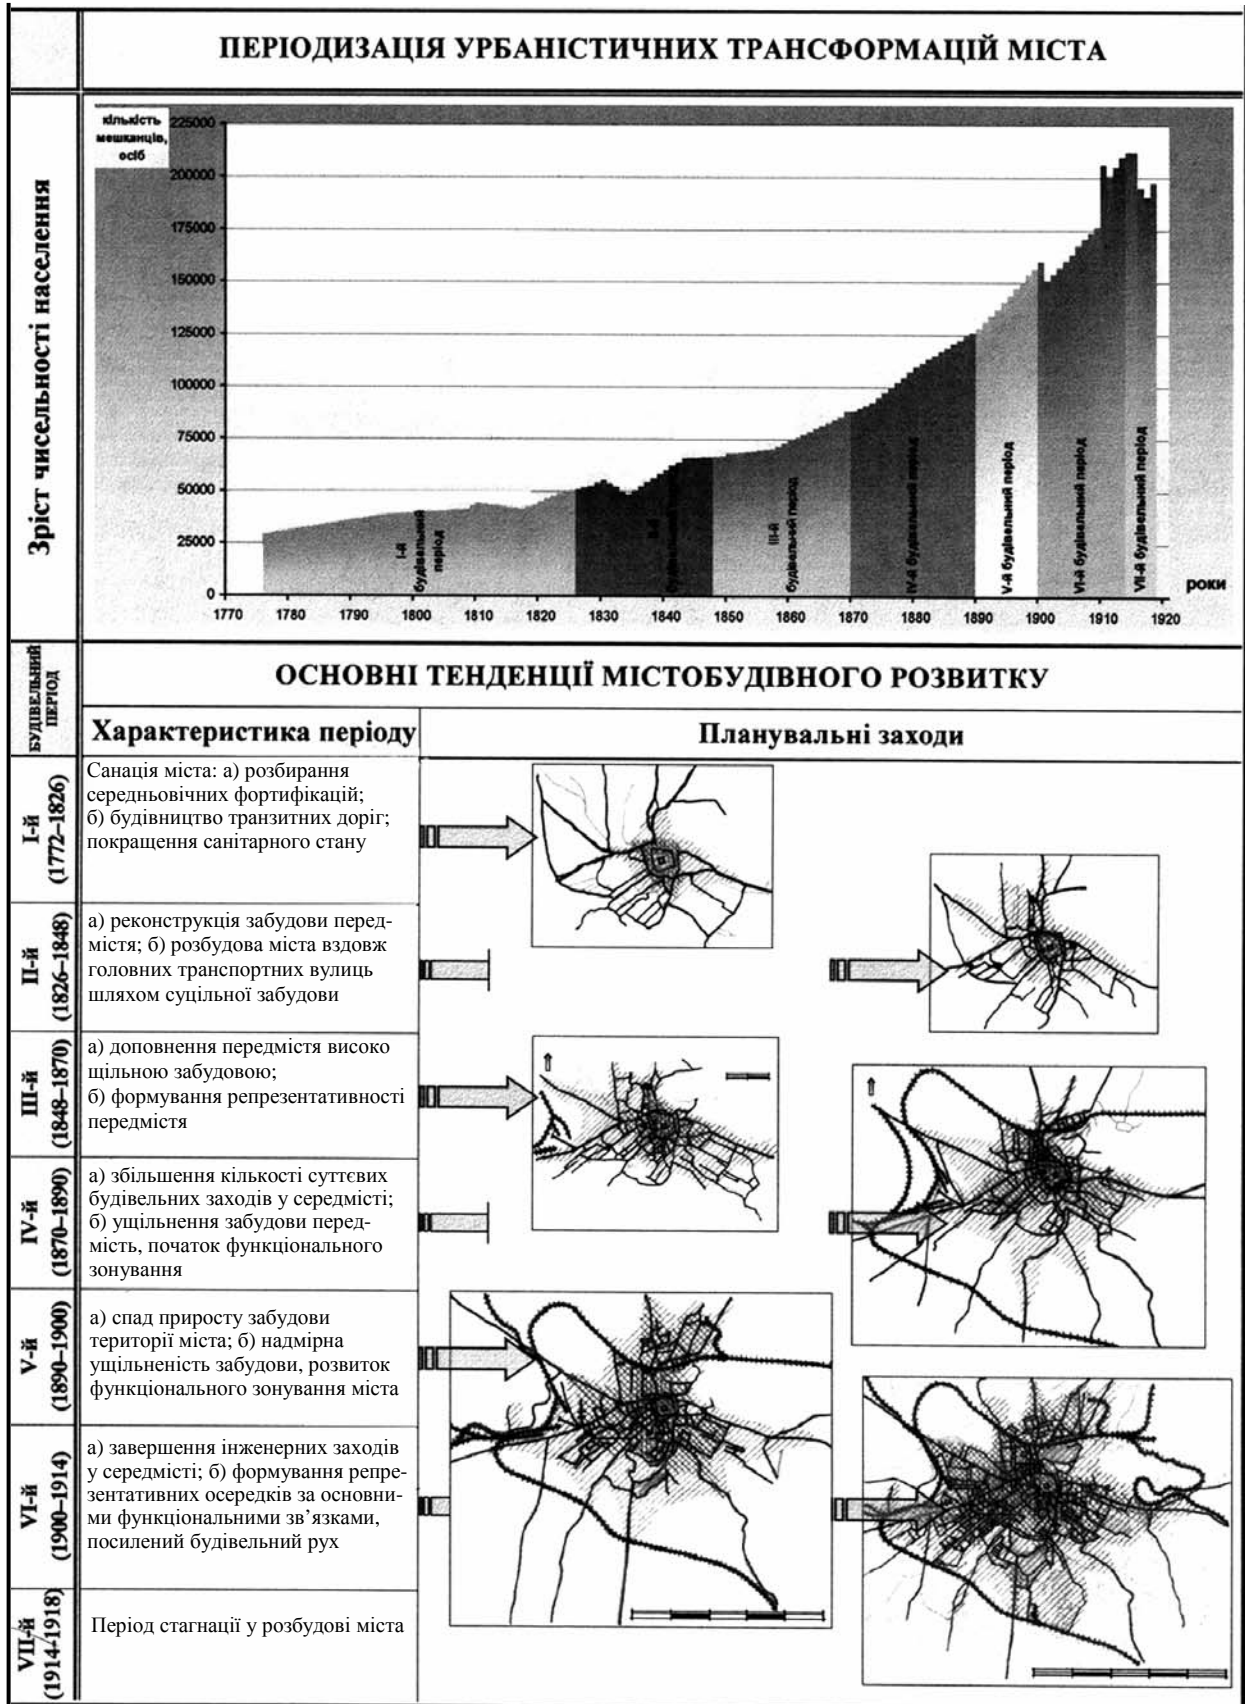 ПЕРІОДИЗАЦІЯ УРБАНІСТИЧНИХ ТРАНСФОРМАЦІЙ МІСТА
Зріст чисельності населення
кількість
мешканців,
осіб
225000
200000
175000
150000
125000
100000
75000
50000
25000
0
1770
1780
1790
1800
1810
1820
1830
1840
1850
1860
1870
1880
1890
1900
1910
1920
роки
І-й
будівельний
період
ІІІ-й
будівельний період
IV-й будівельний період
V-й будівельний період
VI-й будівельний період
VII-й будівельний період
БУДІВЕЛЬНИЙ
ПЕРІОД
ОСНОВНІ ТЕНДЕНЦІЇ МІСТОБУДІВНОГО РОЗВИТКУ
Характеристика періоду
Планувальні заходи
І-й
(1772–1826)
Санація міста: а) розбирання
середньовічних фортифікацій;
б) будівництво транзитних доріг;
покращення санітарного стану
ІІ-й
(1826–1848)
а) реконструкція забудови перед-
містя; б) розбудова міста вздовж
головних транспортних вулиць
шляхом суцільної забудови
ІІІ-й
(1848–1870)
а) доповнення передмістя високо
щільною забудовою;
б) формування репрезентативності
передмістя
IV-й
(1870–1890)
а) збільшення кількості суттєвих
будівельних заходів у середмісті;
б) ущільнення забудови перед-
мість, початок функціонального
зонування
V-й
(1890–1900)
а) спад приросту забудови
території міста; б) надмірна
ущільненість забудови, розвиток
функціонального зонування міста
VI-й
(1900–1914)
а) завершення інженерних заходів
у середмісті; б) формування репре-
зентативних осередків за основни-
ми функціональними зв’язками,
посилений будівельний рух
VII-й
(1914-1918)
Період стагнації у розбудові міста